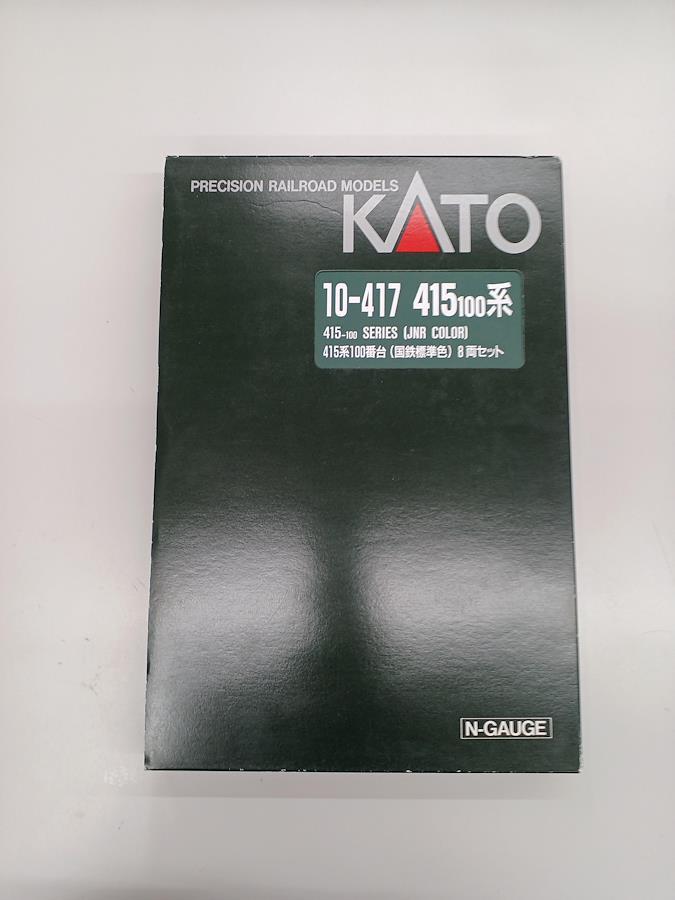 PRECISION RAILROAD MODELS
KATO
10-417 415100系
415-100 SERIES (JNR COLOR)
415系100番台(国鉄標準色) 8両セット
N-GAUGE